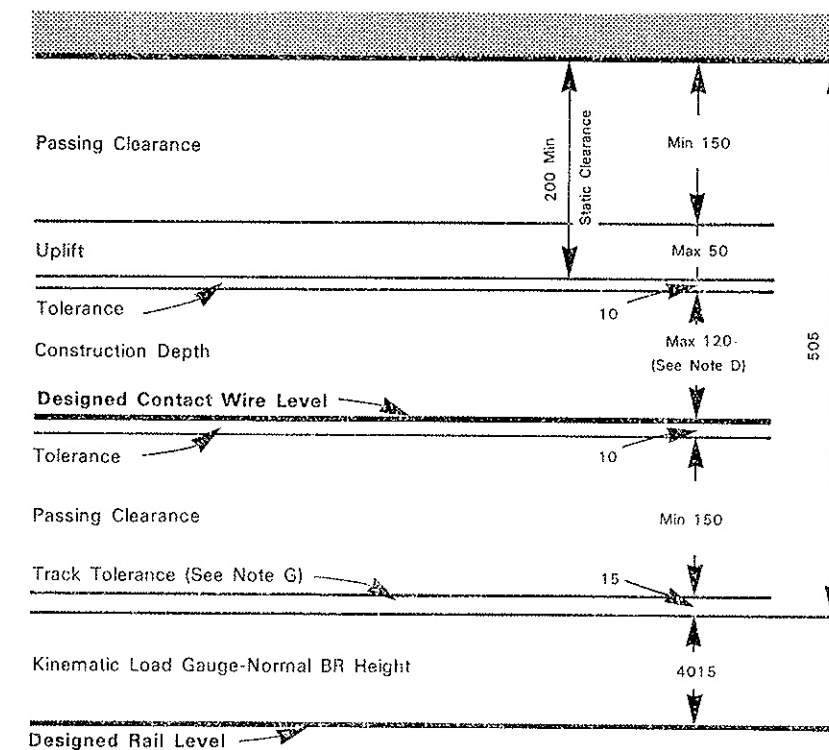 Passing Clearance
200 Min
Static Clearance
Min 150
Uplift
Max 50
Tolerance
10
Construction Depth
Max 120-
(See Note D)
505
Designed Contact Wire Level
Tolerance
10
Passing Clearance
Min 150
Track Tolerance (See Note G)
15
Kinematic Load Gauge-Normal BR Height
4015
Designed Rail Level